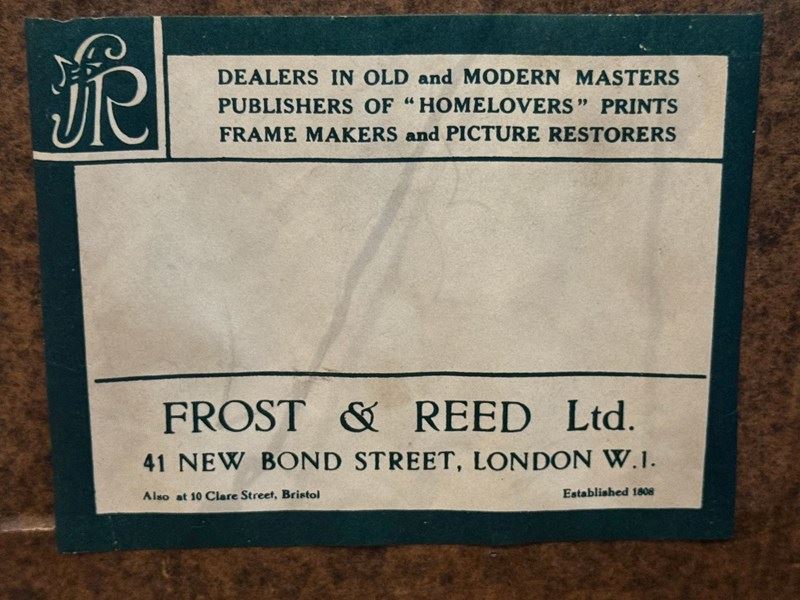 FR
DEALERS IN OLD and MODERN MASTERS
PUBLISHERS OF "HOMELOVERS" PRINTS
FRAME MAKERS and PICTURE RESTORERS
FROST & REED Ltd.
41 NEW BOND STREET, LONDON W.1.
Also at 10 Clare Street, Bristol
Established 1808